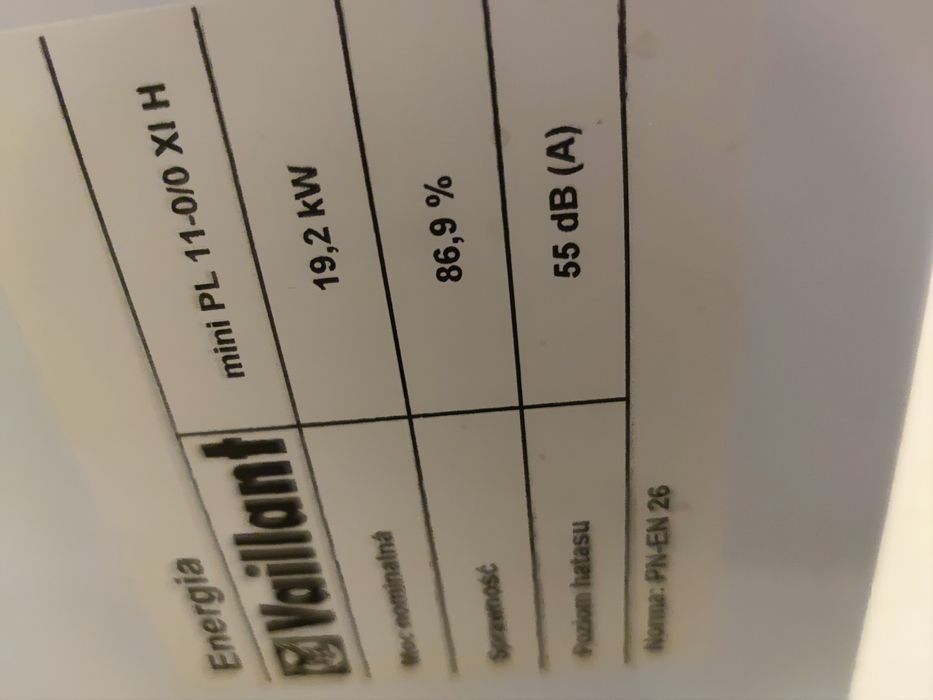 Energia
Vaillant mini PL 11-0/0 XI H
Moc nominalna 19,2 kW
Sprawność 86,9 %
Poziom hałasu 55 dB (A)
Norma: PN-EN 26